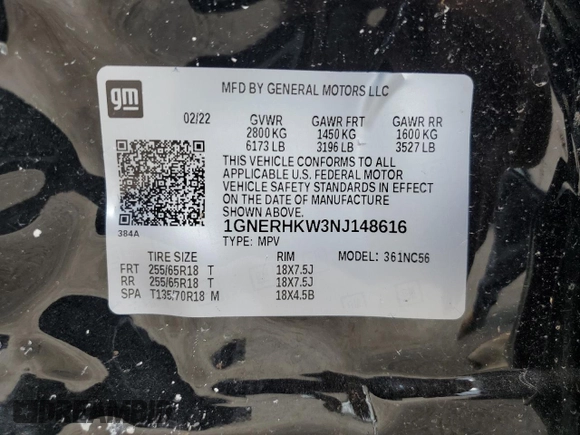 gm
MFD BY GENERAL MOTORS LLC
02/22 GVWR GAWR FRT GAWR RR
2800 KG 1450 KG 1600 KG
6173 LB 3196 LB 3527 LB
THIS VEHICLE CONFORMS TO ALL
APPLICABLE U.S. FEDERAL MOTOR
VEHICLE SAFETY STANDARDS IN EFFECT
ON THE DATE OF MANUFACTURE
SHOWN ABOVE.
384A
1GNERHKW3NJ148616
TYPE: MPV
TIRE SIZE RIM MODEL: 361NC56
FRT 255/65R18 T 18X7.5J
RR 255/65R18 T 18X7.5J
SPA T135/70R18 M 18X4.5B